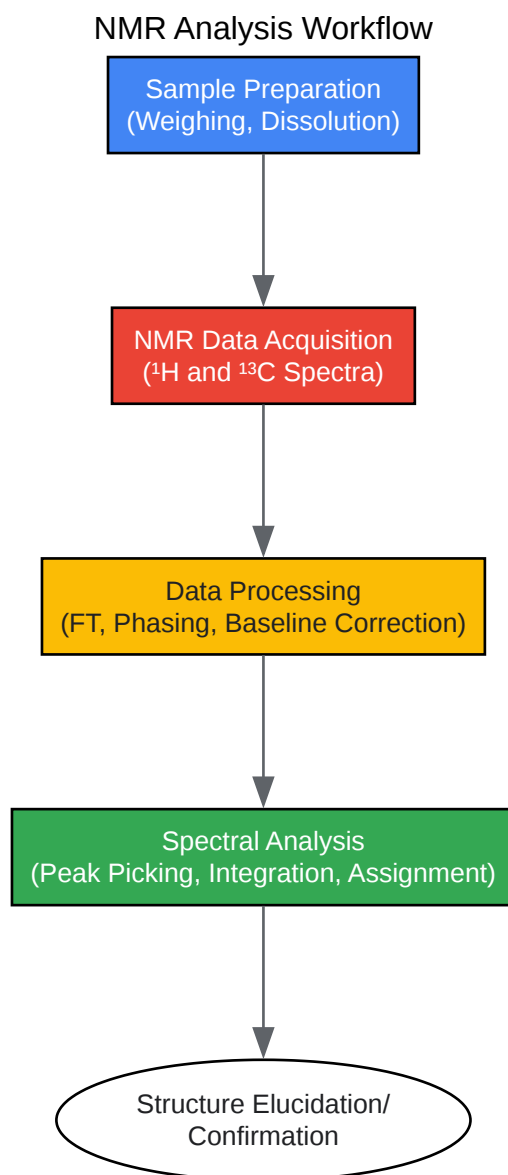 NMR Analysis Workflow
Sample Preparation
(Weighing, Dissolution)
NMR Data Acquisition
(¹H and ¹³C Spectra)
Data Processing
(FT, Phasing, Baseline Correction)
Spectral Analysis
(Peak Picking, Integration, Assignment)
Structure Elucidation/
Confirmation